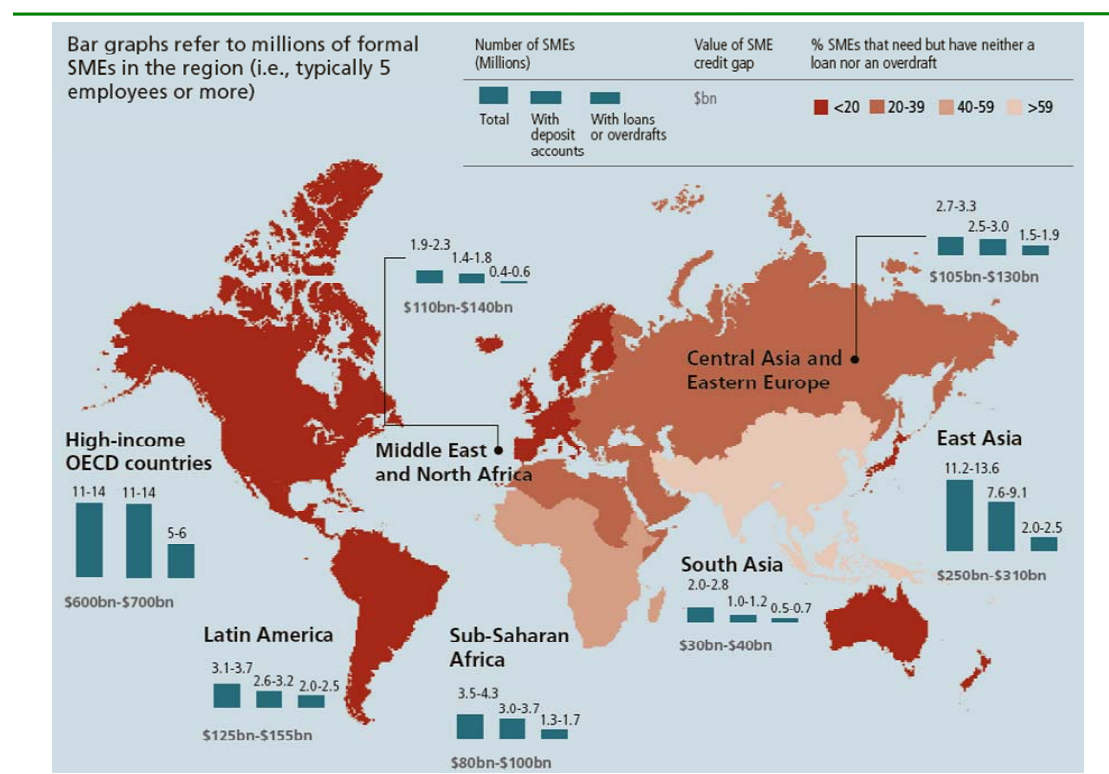 Bar graphs refer to millions of formal
SMEs in the region (i.e., typically 5
employees or more)
Number of SMEs
(Millions)
Total
With
deposit
accounts
With loans
or overdrafts
Value of SME
credit gap
$bn
% SMEs that need but have neither a
loan nor an overdraft
<20 20-39 40-59 >59
1.9-2.3
1.4-1.8
0.4-0.6
$110bn-$140bn
2.7-3.3
2.5-3.0
1.5-1.9
$105bn-$130bn
Central Asia and
Eastern Europe
Middle East
and North Africa
High-income
OECD countries
11-14 11-14
5-6
$600bn-$700bn
East Asia
11.2-13.6
7.6-9.1
2.0-2.5
$250bn-$310bn
South Asia
2.0-2.8
1.0-1.2
0.5-0.7
$30bn-$40bn
Latin America
3.1-3.7
2.6-3.2
2.0-2.5
$125bn-$155bn
Sub-Saharan
Africa
3.5-4.3
3.0-3.7
1.3-1.7
$80bn-$100bn